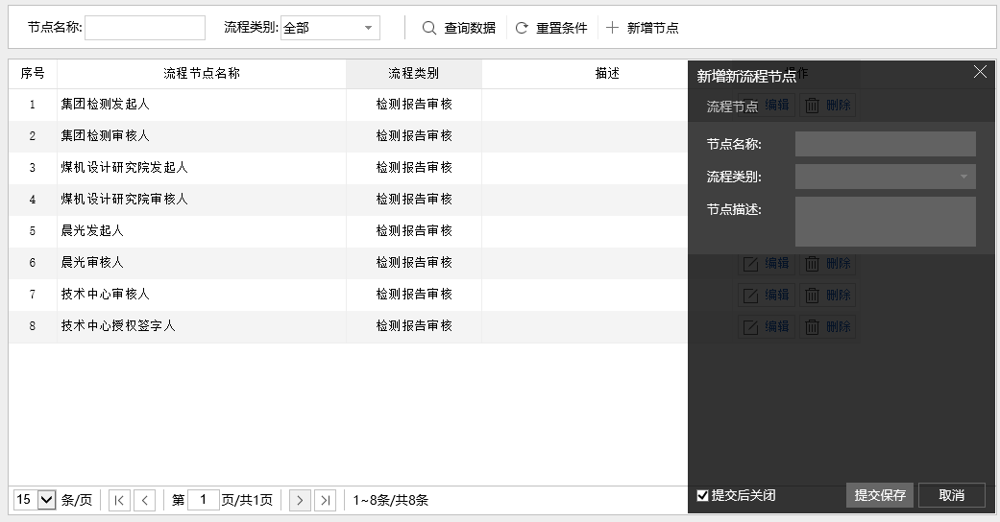 节点名称: 流程类别: 全部 查询数据 重置条件 新增节点
序号 流程节点名称 流程类别 描述 操作
新增新流程节点
流程节点
节点名称:
流程类别:
节点描述:
1 集团检测发起人 检测报告审核 编辑 删除
2 集团检测审核人 检测报告审核
3 煤机设计研究院发起人 检测报告审核
4 煤机设计研究院审核人 检测报告审核
5 晨光发起人 检测报告审核
6 晨光审核人 检测报告审核 编辑 删除
7 技术中心审核人 检测报告审核 编辑 删除
8 技术中心授权签字人 检测报告审核 编辑 删除
提交后关闭 提交保存 取消
15 条/页 第 1 页/共1页 1~8条/共8条